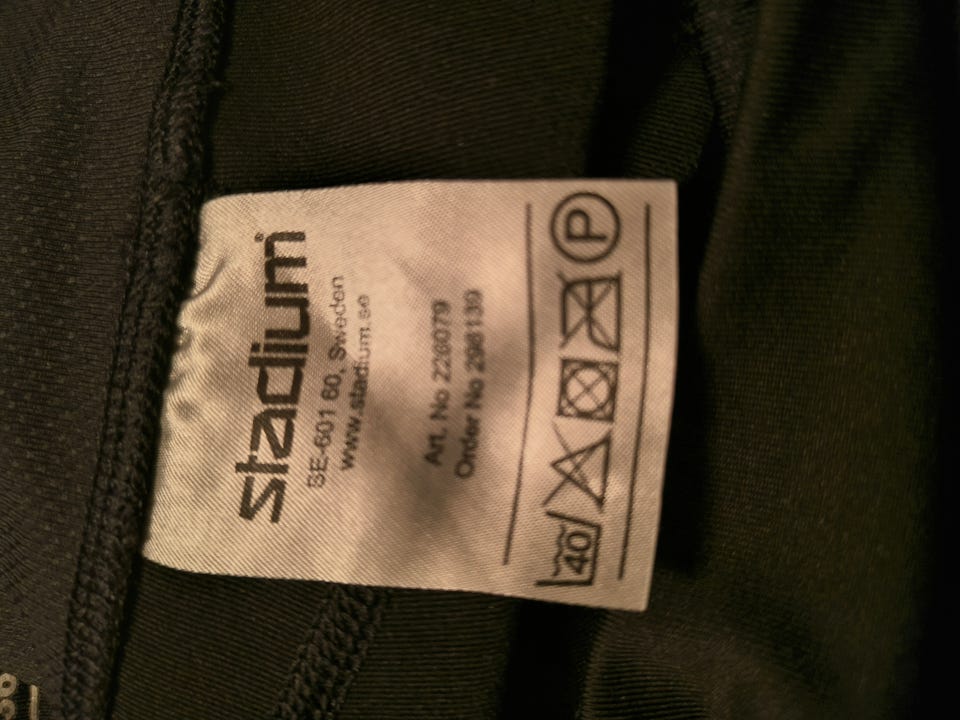 stadium
SE-601 60, Sweden
www.stadium.se
Art. No 226079
Order No 298139
40 P